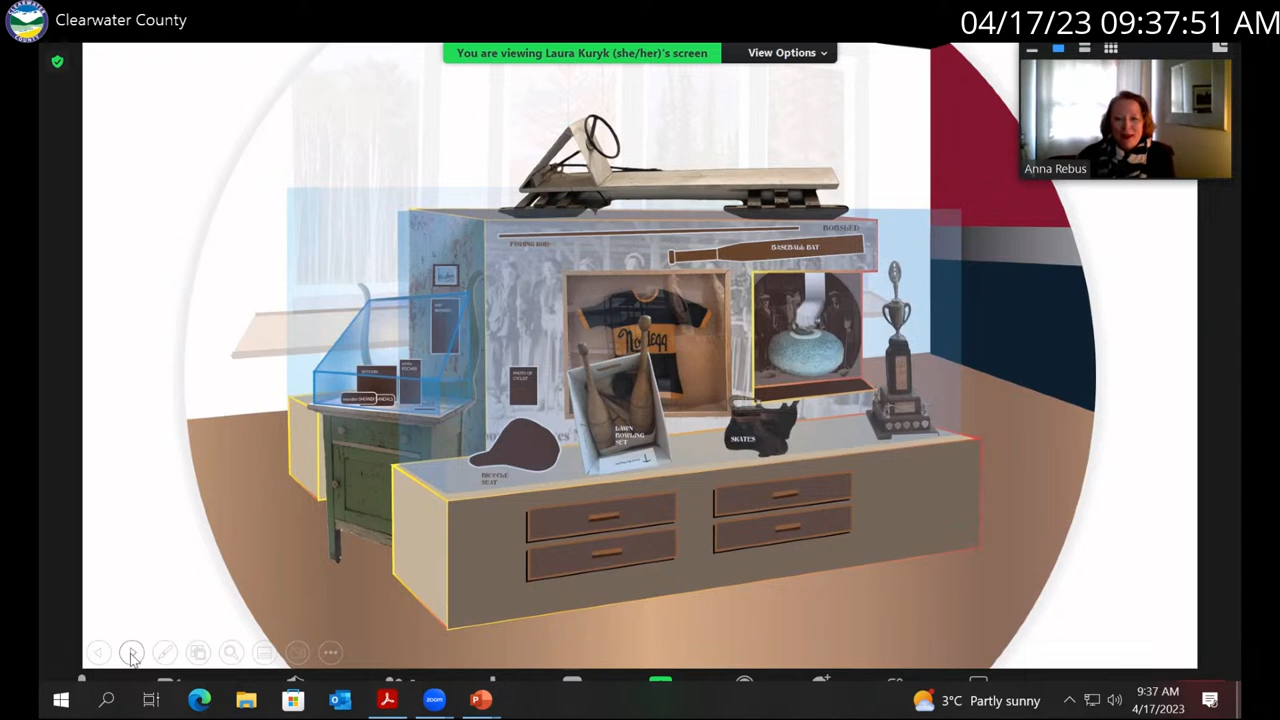 Clearwater County
04/17/23 09:37:51 AM
You are viewing Laura Kuryk (she/her)'s screen
View Options
Anna Rebus
FISHING ROD
BOBSLED
BASEBALL BAT
Nordegg
PHOTO OF CYCLIST
LAWN
BOWLING
SET
SKATES
BICYCLE
SEAT
3°C Partly sunny
9:37 AM
4/17/2023